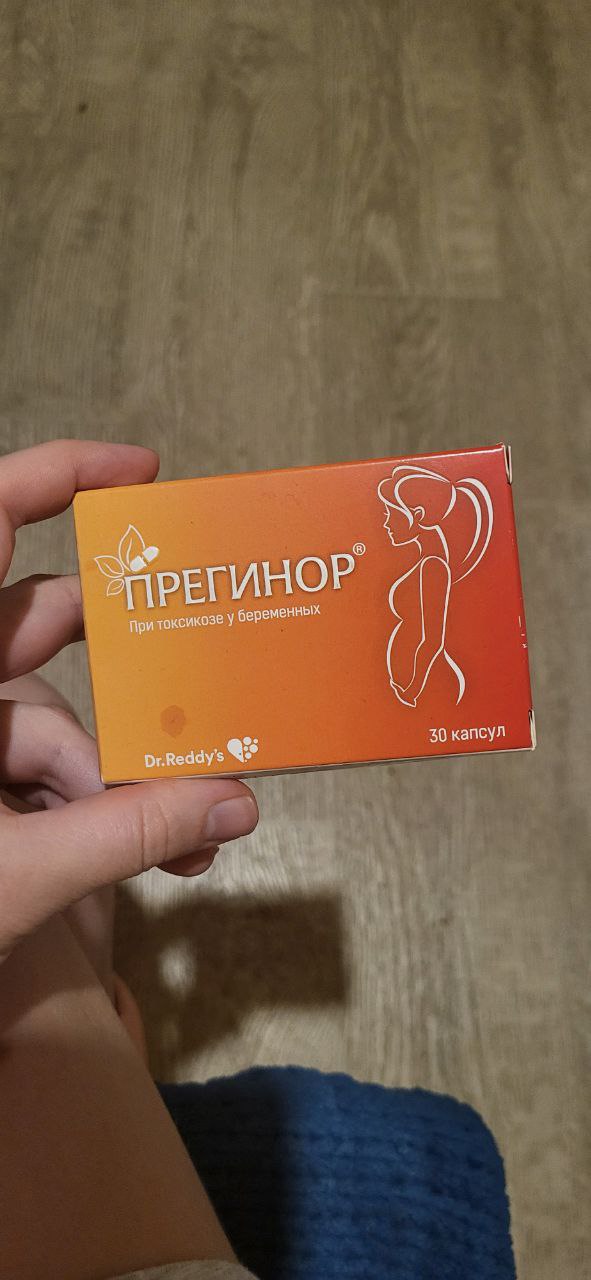 ПРЕГИНОР®
При токсикозе у беременных
Dr.Reddy's
30 капсул